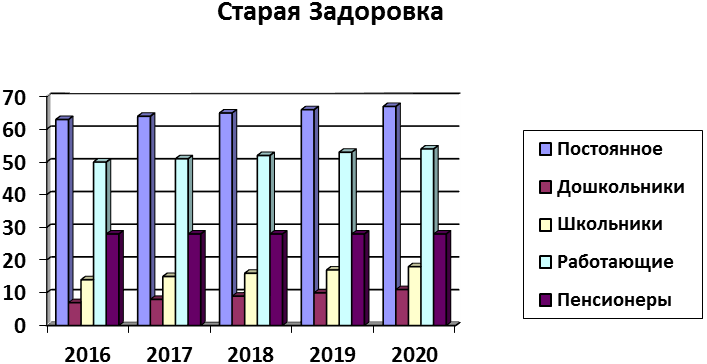 Старая Задоровка
70
60
50
40
30
20
10
0
2016 2017 2018 2019 2020
Постоянное
Дошкольники
Школьники
Работающие
Пенсионеры